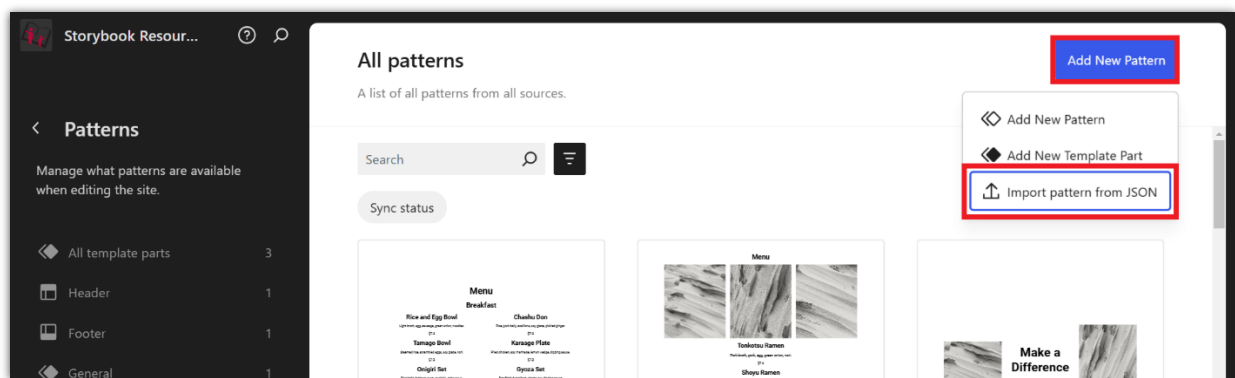 Storybook Resour...
Patterns
Manage what patterns are available
when editing the site.
All template parts 3
Header 1
Footer 1
General 1
All patterns
A list of all patterns from all sources.
Add New Pattern
Add New Pattern
Add New Template Part
Import pattern from JSON
Search
Sync status
Menu
Breakfast
Rice and Egg Bowl
Chashu Don
Tamago Bowl
Karaage Plate
Onigiri Set
Gyoza Set
Menu
Tonkotsu Ramen
Shoyu Ramen
Make a
Difference